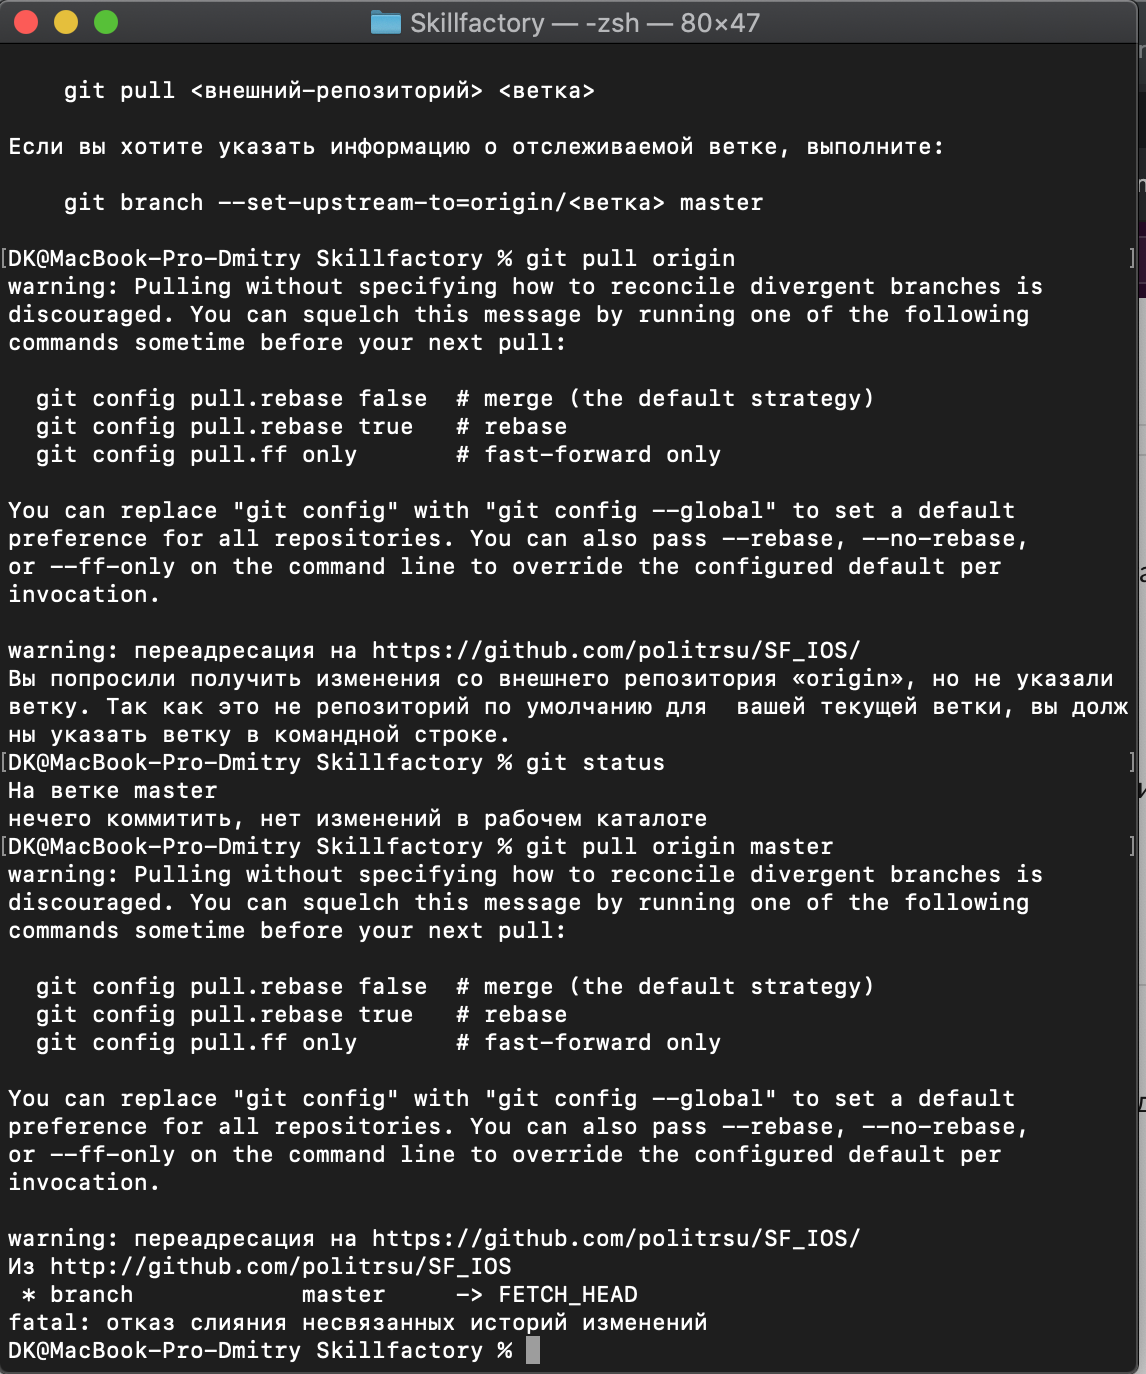 Skillfactory — -zsh — 80×47
git pull <внешний-репозиторий> <ветка>
Если вы хотите указать информацию о отслеживаемой ветке, выполните:
git branch --set-upstream-to=origin/<ветка> master
[DK@MacBook-Pro-Dmitry Skillfactory % git pull origin ]
warning: Pulling without specifying how to reconcile divergent branches is
discouraged. You can squelch this message by running one of the following
commands sometime before your next pull:
git config pull.rebase false  # merge (the default strategy)
git config pull.rebase true   # rebase
git config pull.ff only       # fast-forward only
You can replace "git config" with "git config --global" to set a default
preference for all repositories. You can also pass --rebase, --no-rebase,
or --ff-only on the command line to override the configured default per
invocation.
warning: переадресация на https://github.com/politrsu/SF_IOS/
Вы попросили получить изменения со внешнего репозитория «origin», но не указали
ветку. Так как это не репозиторий по умолчанию для  вашей текущей ветки, вы долж
ны указать ветку в командной строке.
[DK@MacBook-Pro-Dmitry Skillfactory % git status ]
На ветке master
нечего коммитить, нет изменений в рабочем каталоге
[DK@MacBook-Pro-Dmitry Skillfactory % git pull origin master ]
warning: Pulling without specifying how to reconcile divergent branches is
discouraged. You can squelch this message by running one of the following
commands sometime before your next pull:
git config pull.rebase false  # merge (the default strategy)
git config pull.rebase true   # rebase
git config pull.ff only       # fast-forward only
You can replace "git config" with "git config --global" to set a default
preference for all repositories. You can also pass --rebase, --no-rebase,
or --ff-only on the command line to override the configured default per
invocation.
warning: переадресация на https://github.com/politrsu/SF_IOS/
Из http://github.com/politrsu/SF_IOS
* branch            master     -> FETCH_HEAD
fatal: отказ слияния несвязанных историй изменений
DK@MacBook-Pro-Dmitry Skillfactory %